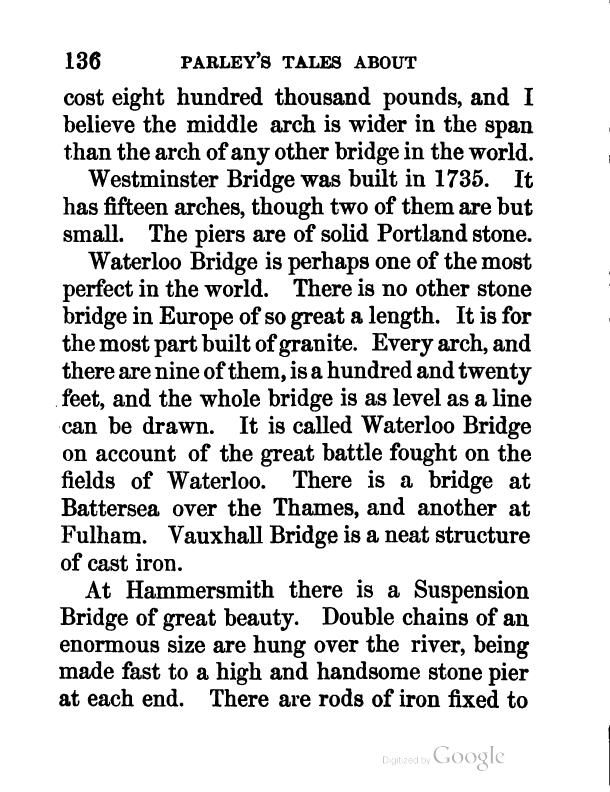 136 PARLEY'S TALES ABOUT
cost eight hundred thousand pounds, and I
believe the middle arch is wider in the span
than the arch of any other bridge in the world.
Westminster Bridge was built in 1735. It
has fifteen arches, though two of them are but
small. The piers are of solid Portland stone.
Waterloo Bridge is perhaps one of the most
perfect in the world. There is no other stone
bridge in Europe of so great a length. It is for
the most part built of granite. Every arch, and
there are nine of them, is a hundred and twenty
feet, and the whole bridge is as level as a line
can be drawn. It is called Waterloo Bridge
on account of the great battle fought on the
fields of Waterloo. There is a bridge at
Battersea over the Thames, and another at
Fulham. Vauxhall Bridge is a neat structure
of cast iron.
At Hammersmith there is a Suspension
Bridge of great beauty. Double chains of an
enormous size are hung over the river, being
made fast to a high and handsome stone pier
at each end. There are rods of iron fixed to
Digitized by Google